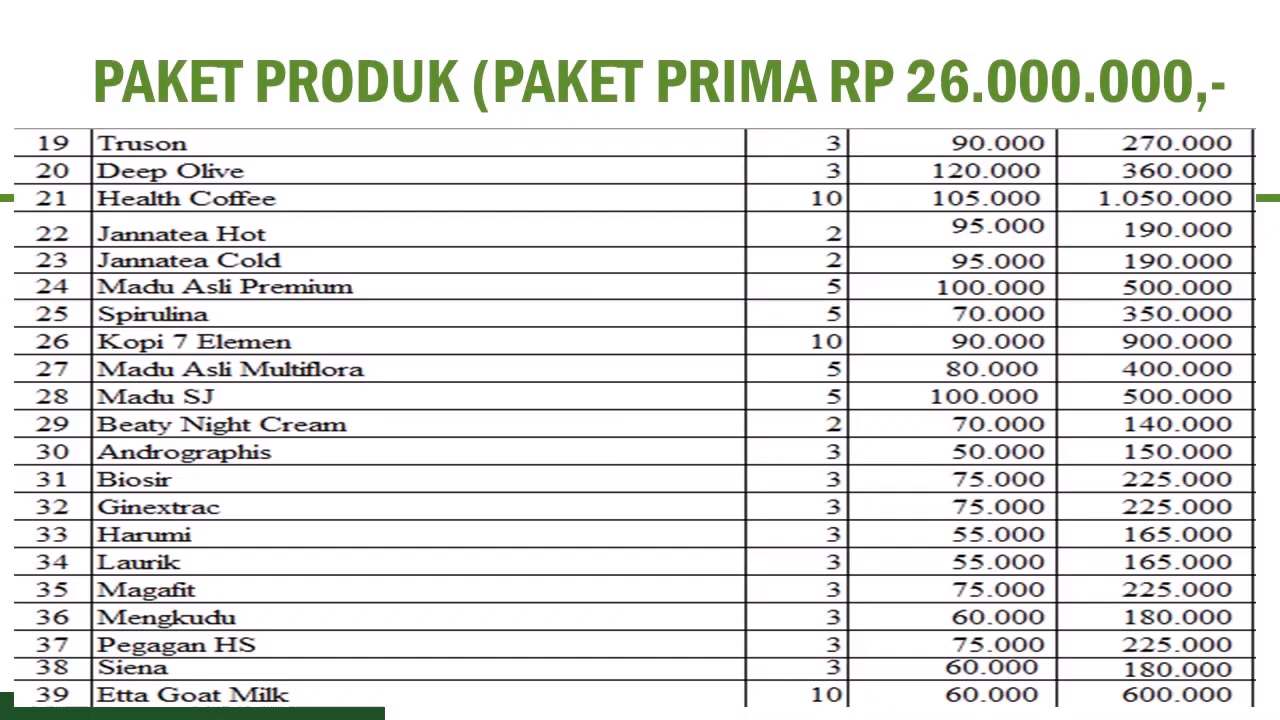 PAKET PRODUK (PAKET PRIMA RP 26.000.000,-
19 Truson 3 90.000 270.000
20 Deep Olive 3 120.000 360.000
21 Health Coffee 10 105.000 1.050.000
22 Jannatea Hot 2 95.000 190.000
23 Jannatea Cold 2 95.000 190.000
24 Madu Asli Premium 5 100.000 500.000
25 Spirulina 5 70.000 350.000
26 Kopi 7 Elemen 10 90.000 900.000
27 Madu Asli Multiflora 5 80.000 400.000
28 Madu SJ 5 100.000 500.000
29 Beaty Night Cream 2 70.000 140.000
30 Andrographis 3 50.000 150.000
31 Biosir 3 75.000 225.000
32 Ginextrac 3 75.000 225.000
33 Harumi 3 55.000 165.000
34 Laurik 3 55.000 165.000
35 Magafit 3 75.000 225.000
36 Mengkudu 3 60.000 180.000
37 Pegagan HS 3 75.000 225.000
38 Siena 3 60.000 180.000
39 Etta Goat Milk 10 60.000 600.000